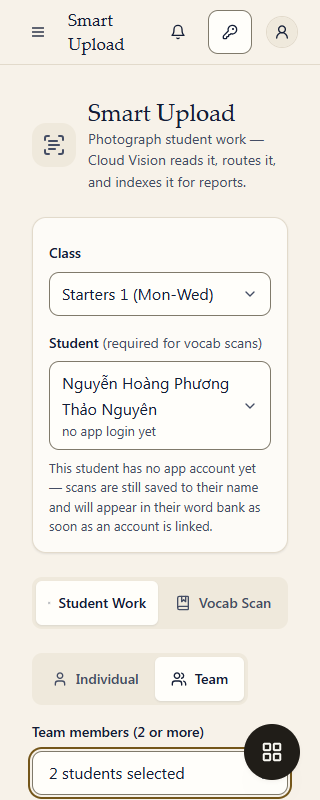 Smart
Upload
Smart Upload
Photograph student work —
Cloud Vision reads it, routes it,
and indexes it for reports.
Class
Starters 1 (Mon-Wed)
Student (required for vocab scans)
Nguyễn Hoàng Phương
Thảo Nguyên
no app login yet
This student has no app account yet
— scans are still saved to their name
and will appear in their word bank as
soon as an account is linked.
Student Work
Vocab Scan
Individual
Team
Team members (2 or more)
2 students selected